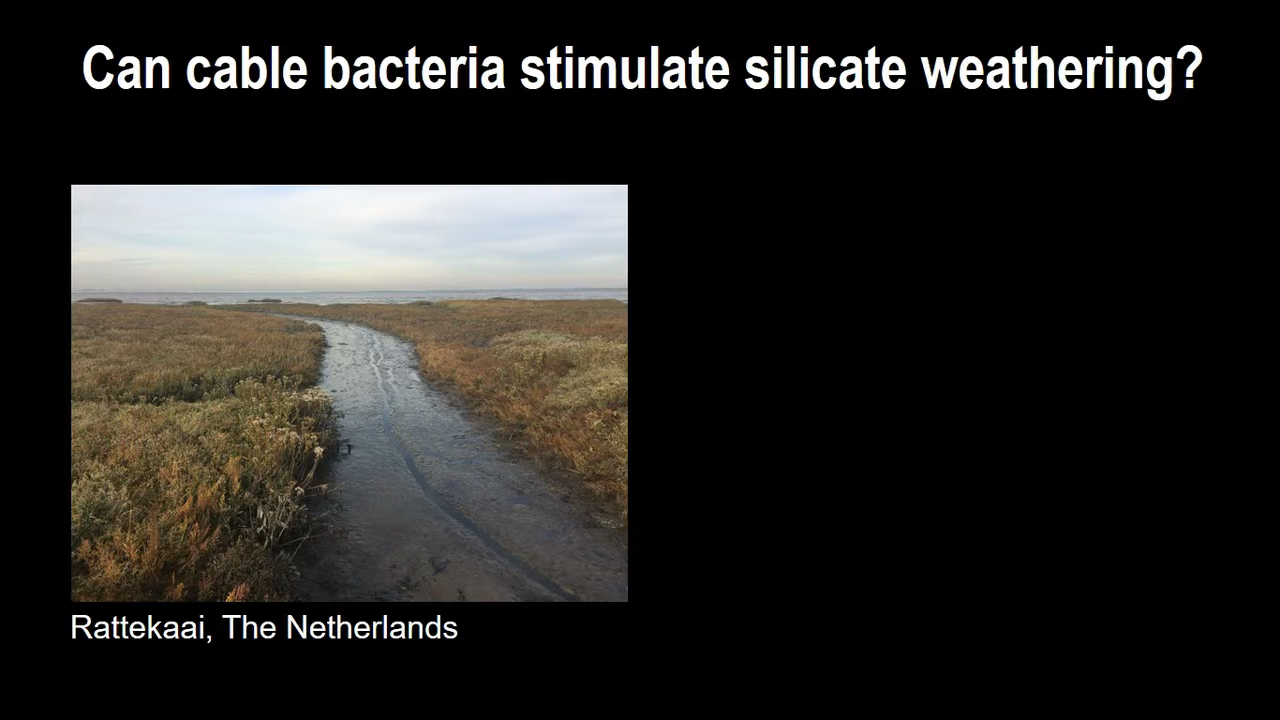 Can cable bacteria stimulate silicate weathering?
Rattekaai, The Netherlands